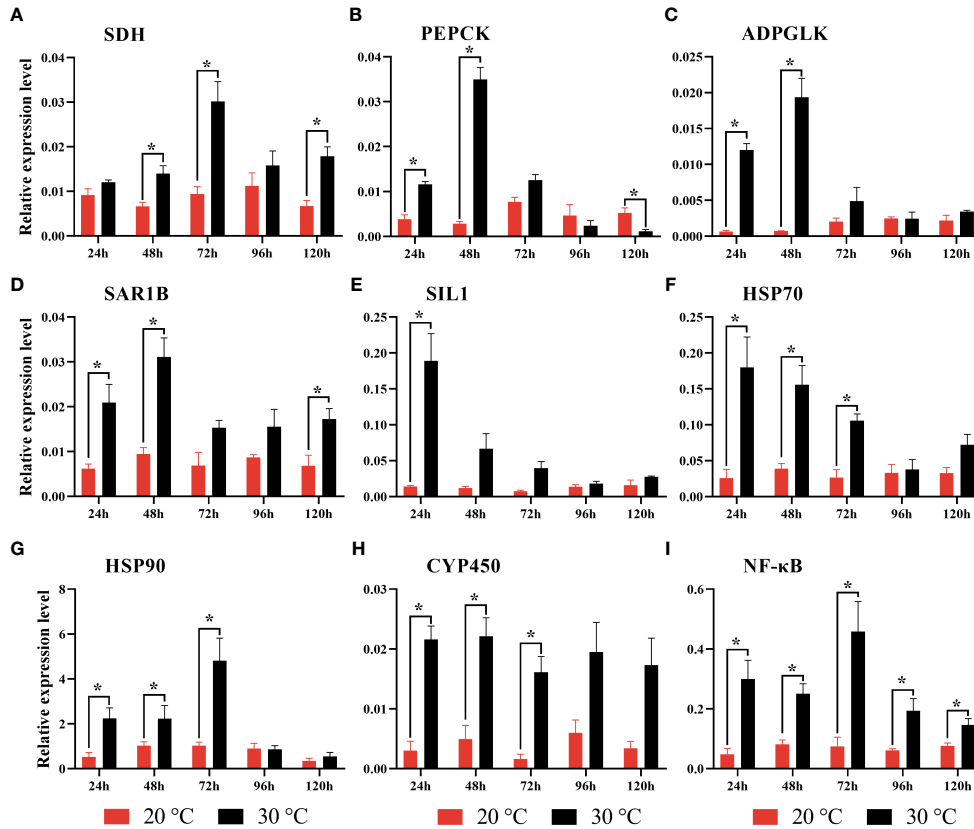 A
SDH
Relative expression level
0.04
0.03
0.02
0.01
0.00
* * *
24h 48h 72h 96h 120h
B
PEPCK
0.04
0.03
0.02
0.01
0.00
* * *
24h 48h 72h 96h 120h
C
ADPGLK
0.025
0.020
0.015
0.010
0.005
0.000
* *
24h 48h 72h 96h 120h
D
SAR1B
Relative expression level
0.04
0.03
0.02
0.01
0.00
* * *
24h 48h 72h 96h 120h
E
SIL1
0.25
0.20
0.15
0.10
0.05
0.00
*
24h 48h 72h 96h 120h
F
HSP70
0.25
0.20
0.15
0.10
0.05
0.00
* * *
24h 48h 72h 96h 120h
G
HSP90
Relative expression level
8
6
4
2
0
* * *
24h 48h 72h 96h 120h
H
CYP450
0.03
0.02
0.01
0.00
* * *
24h 48h 72h 96h 120h
I
NF-κB
0.6
0.4
0.2
0.0
* * * * *
24h 48h 72h 96h 120h
20 °C 30 °C
20 °C 30 °C